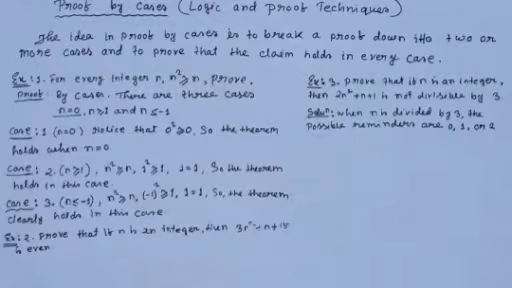 Proof by Cases (Logic and Proof Techniques)
The idea in proof by cases is to break a proof down into two or
more cases and to prove that the claim holds in every case.
Ex: 1. For every integer n, n² ≥ n, prove.
Proof: By cases. There are three cases
n=0, n≥1 and n≤-1
Case: 1 (n=0) Notice that 0² ≥ 0, So the theorem
holds when n=0.
Case: 2. (n≥1), n² ≥ n, 1² ≥ 1, 1=1, So the theorem
holds in this case.
Case: 3. (n≤-1), n² ≥ n, (-1)² ≥ 1, 1=1, So, the theorem
clearly holds in this case
Ex: 2. Prove that if n is an integer, then 3n² + n + 15
is even.
Ex: 3. Prove that if n is an integer,
then 2n² + n + 1 is not divisible by 3
Solun: when n is divided by 3, the
possible reminders are 0, 1, or 2